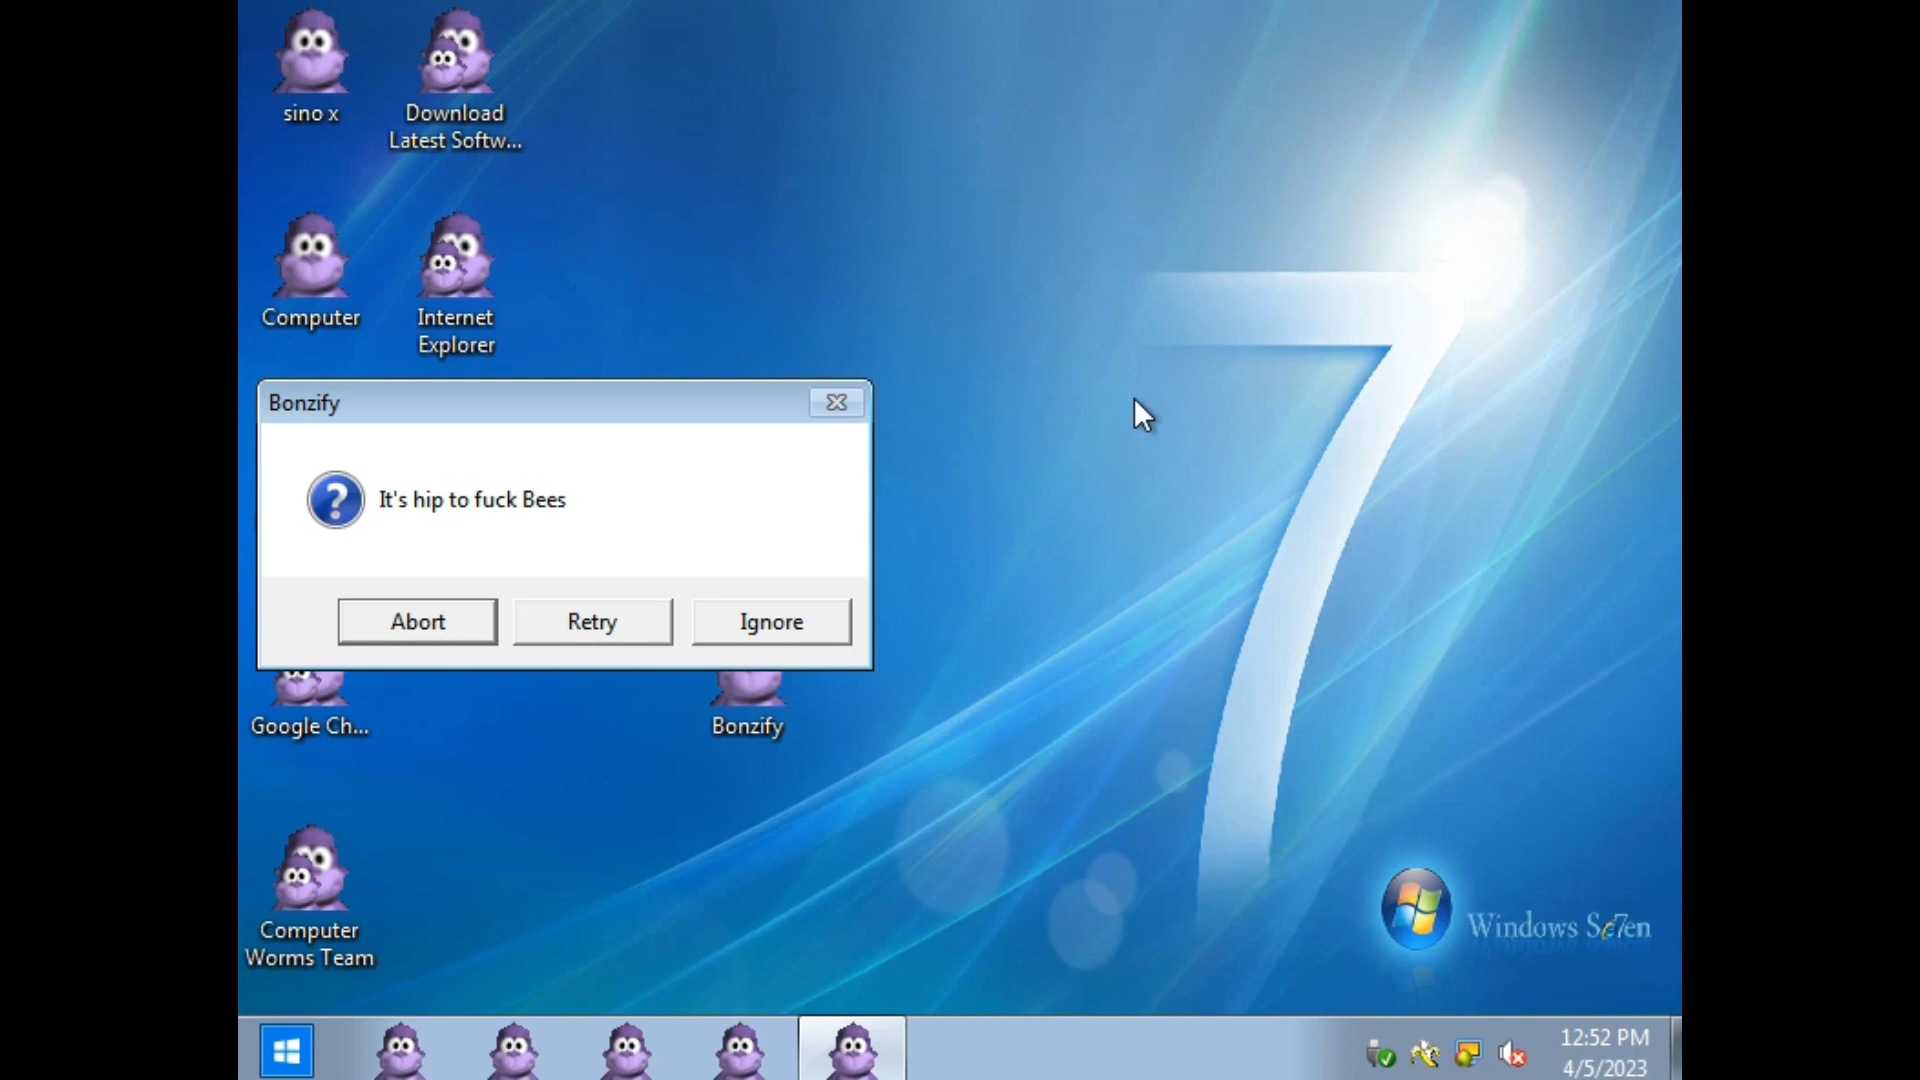 sino x
Download
Latest Softw...
Computer
Internet
Explorer
Bonzify
It's hip to fuck Bees
Abort
Retry
Ignore
Google Ch...
Bonzify
Computer
Worms Team
7
Windows Se7en
12:52 PM
4/5/2023